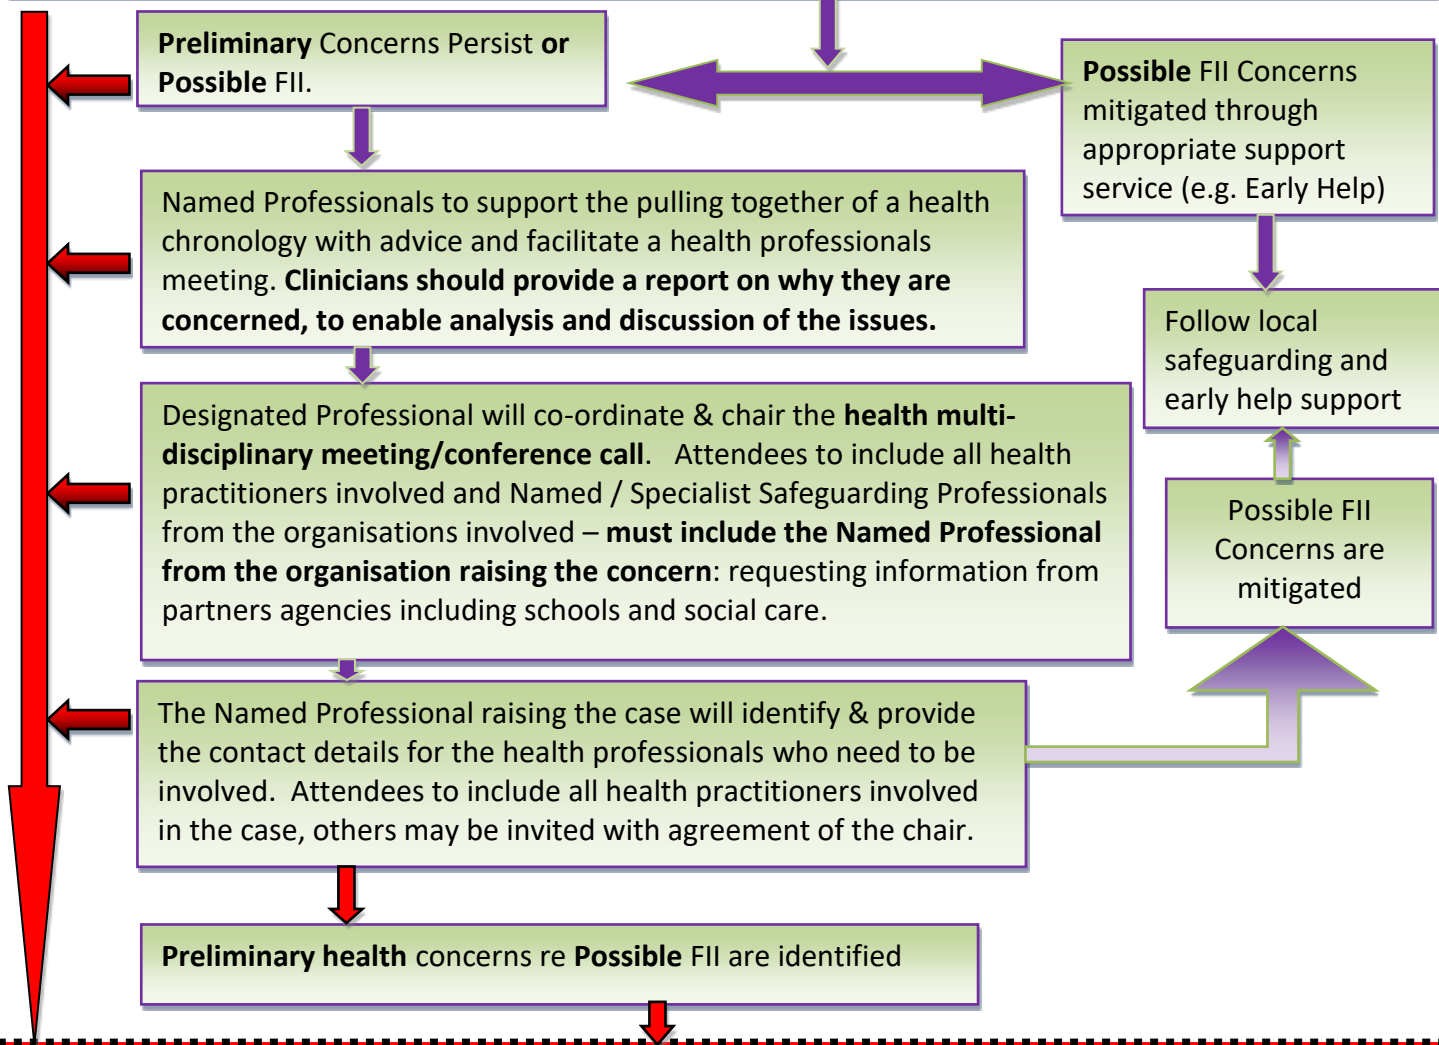 Preliminary Concerns Persist or
Possible FII.
Possible FII Concerns
mitigated through
appropriate support
service (e.g. Early Help)
Named Professionals to support the pulling together of a health
chronology with advice and facilitate a health professionals
meeting. Clinicians should provide a report on why they are
concerned, to enable analysis and discussion of the issues.
Follow local
safeguarding and
early help support
Designated Professional will co-ordinate & chair the health multi-
disciplinary meeting/conference call. Attendees to include all health
practitioners involved and Named / Specialist Safeguarding Professionals
from the organisations involved – must include the Named Professional
from the organisation raising the concern: requesting information from
partners agencies including schools and social care.
Possible FII
Concerns are
mitigated
The Named Professional raising the case will identify & provide
the contact details for the health professionals who need to be
involved. Attendees to include all health practitioners involved
in the case, others may be invited with agreement of the chair.
Preliminary health concerns re Possible FII are identified